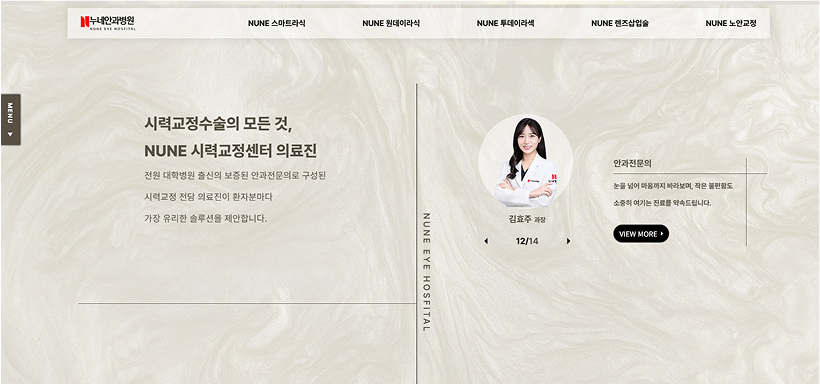 누네안과병원
NUNE EYE HOSFITAL
NUNE 스마트라식
NUNE 원데이라식
NUNE 투데이라섹
NUNE 렌즈삽입술
NUNE 노안교정
MENU
시력교정수술의 모든 것,
NUNE 시력교정센터 의료진
전원 대학병원 출신의 보증된 안과전문의로 구성된
시력교정 전담 의료진이 환자분마다
가장 유리한 솔루션을 제안합니다.
NUNE EYE HOSFITAL
김효주 과장
12/14
안과전문의
눈을 넘어 마음까지 바라보며, 작은 불편함도
소중히 여기는 진료를 약속드립니다.
VIEW MORE